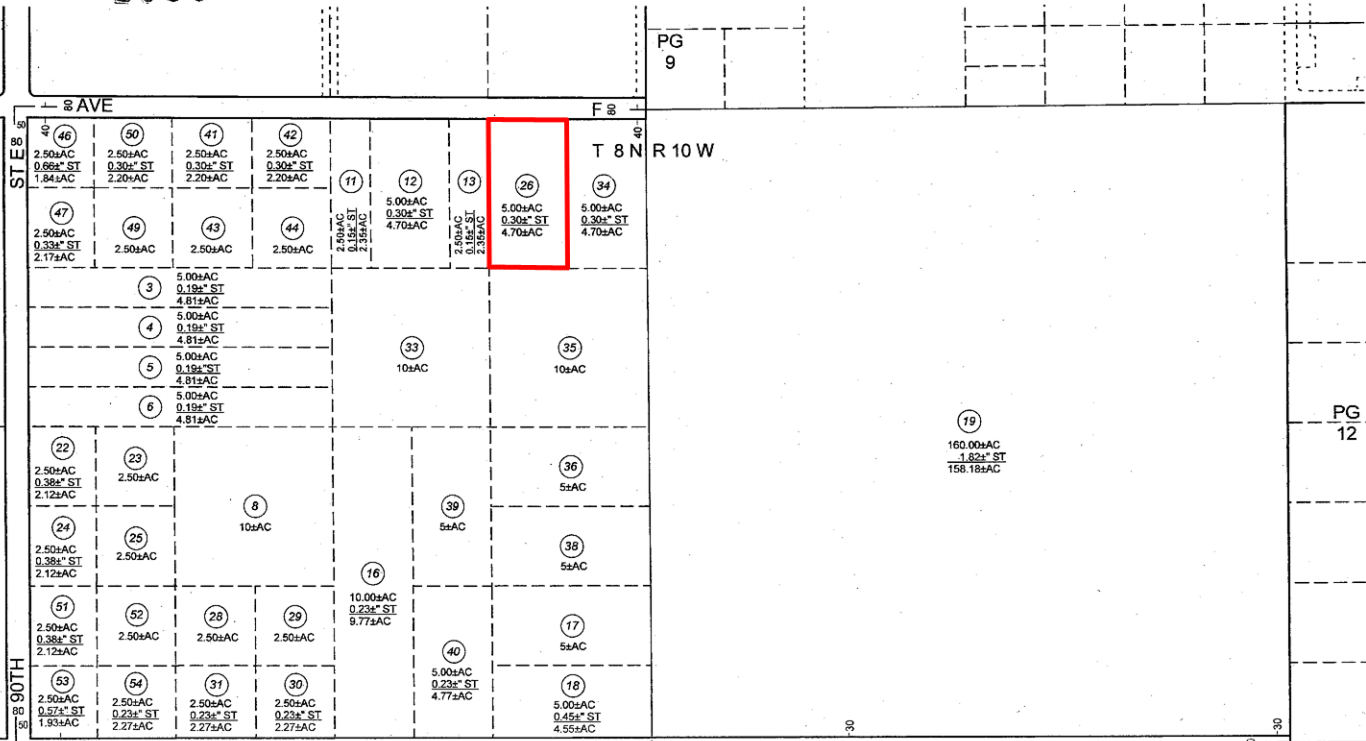 PG
9
80 AVE
F 80
50
80
ST E
40
40
T 8 N R 10 W
46
2.50±AC
0.66±" ST
1.84±AC
50
2.50±AC
0.30±" ST
2.20±AC
41
2.50±AC
0.30±" ST
2.20±AC
42
2.50±AC
0.30±" ST
2.20±AC
11
2.50±AC
0.15±" ST
2.35±AC
12
5.00±AC
0.30±" ST
4.70±AC
13
2.50±AC
0.15±" ST
2.35±AC
26
5.00±AC
0.30±" ST
4.70±AC
34
5.00±AC
0.30±" ST
4.70±AC
47
2.50±AC
0.33±" ST
2.17±AC
49
2.50±AC
43
2.50±AC
44
2.50±AC
3
5.00±AC
0.19±" ST
4.81±AC
4
5.00±AC
0.19±" ST
4.81±AC
5
5.00±AC
0.19±"ST
4.81±AC
6
5.00±AC
0.19±" ST
4.81±AC
33
10±AC
35
10±AC
19
160.00±AC
1.82±" ST
158.18±AC
PG
12
22
2.50±AC
0.38±" ST
2.12±AC
23
2.50±AC
8
10±AC
39
5±AC
36
5±AC
24
2.50±AC
0.38±" ST
2.12±AC
25
2.50±AC
38
5±AC
16
10.00±AC
0.23±" ST
9.77±AC
51
2.50±AC
0.38±" ST
2.12±AC
52
2.50±AC
28
2.50±AC
29
2.50±AC
17
5±AC
40
5.00±AC
0.23±" ST
4.77±AC
90TH
80
50
53
2.50±AC
0.57±" ST
1.93±AC
54
2.50±AC
0.23±" ST
2.27±AC
31
2.50±AC
0.23±" ST
2.27±AC
30
2.50±AC
0.23±" ST
2.27±AC
18
5.00±AC
0.45±" ST
4.55±AC
-30
-30